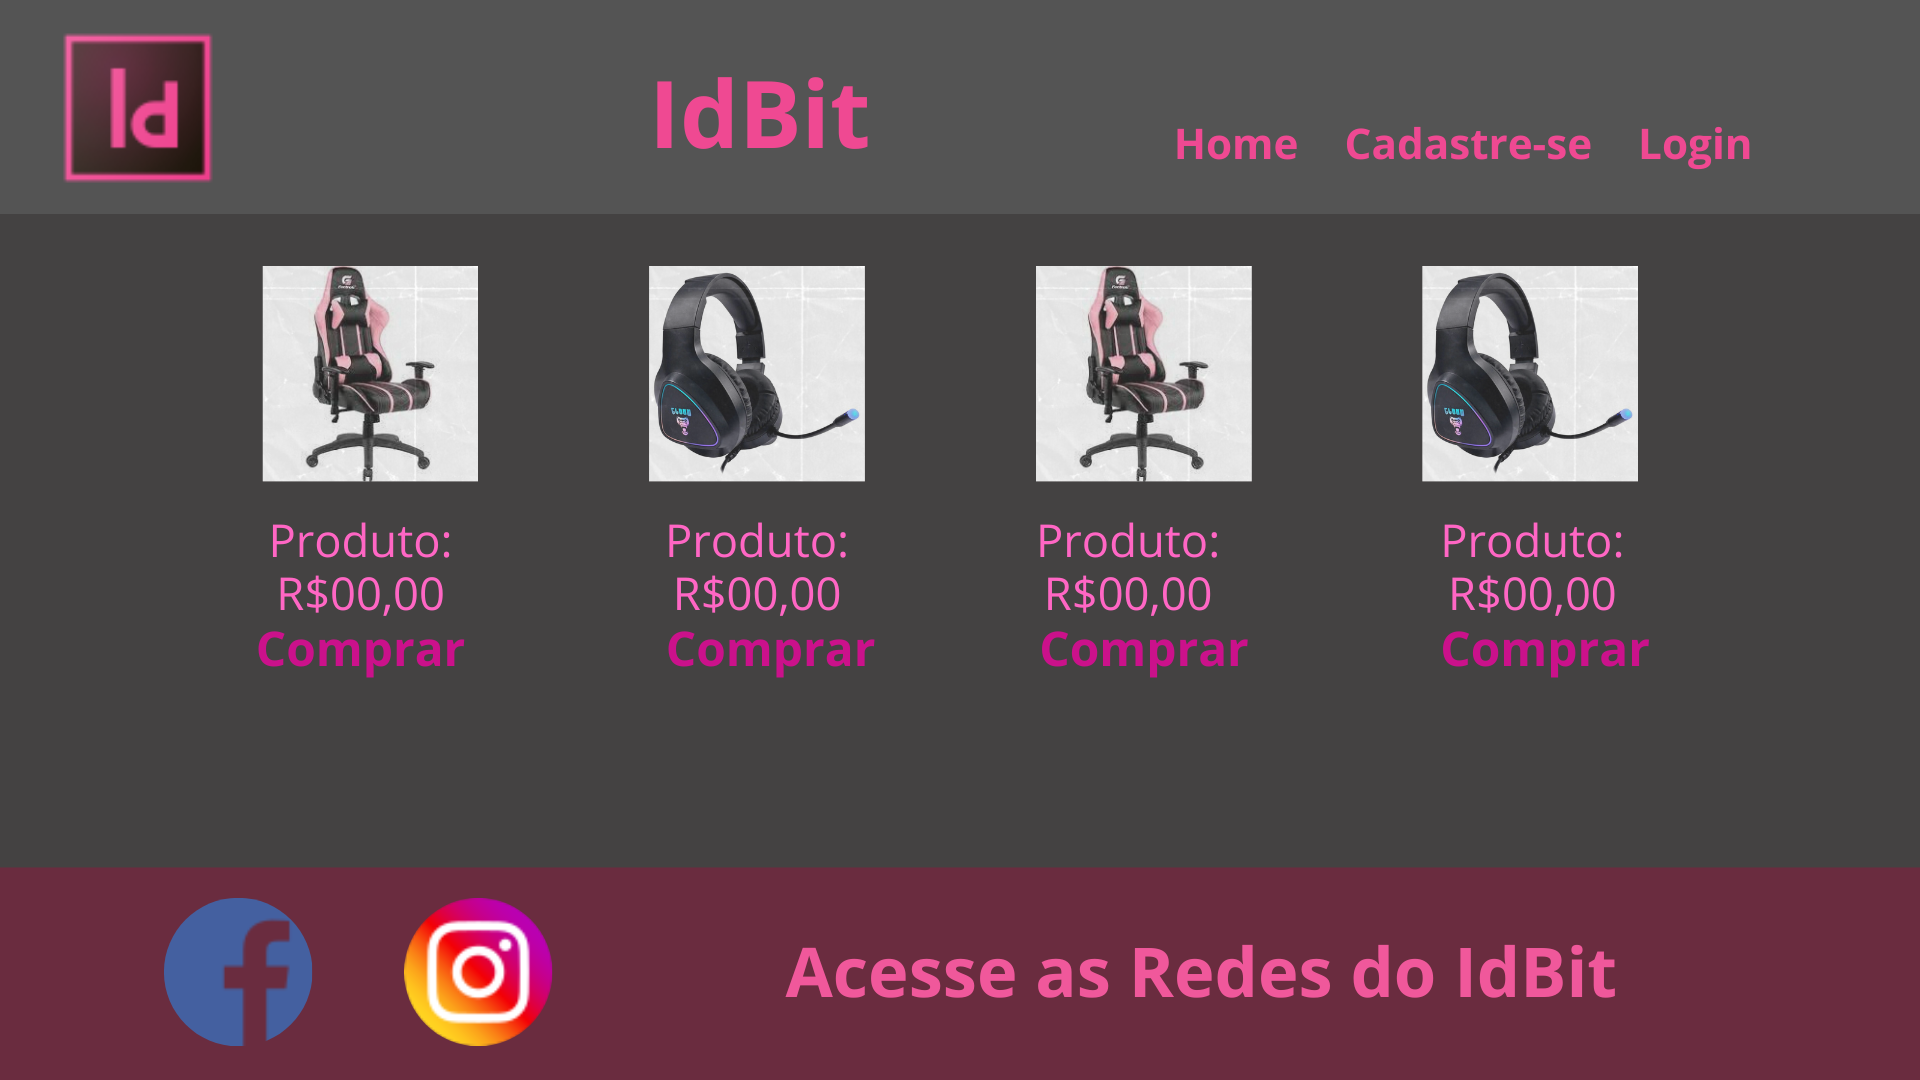 Id
IdBit
Home Cadastre-se Login
Produto: Produto: Produto: Produto:
R$00,00 R$00,00 R$00,00 R$00,00
Comprar Comprar Comprar Comprar
Acesse as Redes do IdBit